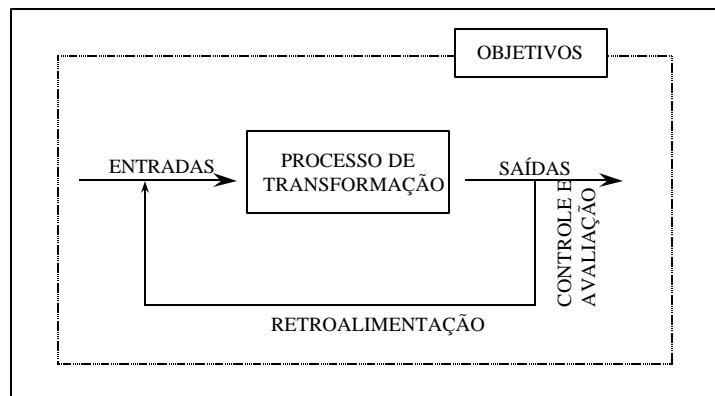 OBJETIVOS
ENTRADAS
PROCESSO DE
TRANSFORMAÇÃO
SAÍDAS
CONTROLE E
AVALIAÇÃO
RETROALIMENTAÇÃO